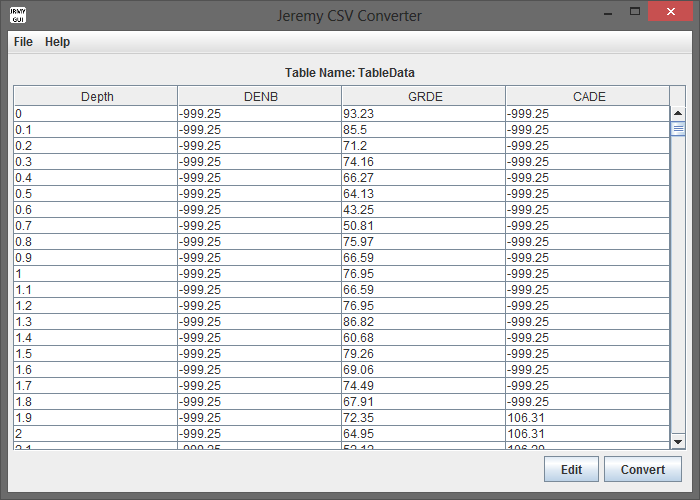 JRMY
GUI
Jeremy CSV Converter
File Help
Table Name: TableData
Depth DENB GRDE CADE
0 -999.25 93.23 -999.25
0.1 -999.25 85.5 -999.25
0.2 -999.25 71.2 -999.25
0.3 -999.25 74.16 -999.25
0.4 -999.25 66.27 -999.25
0.5 -999.25 64.13 -999.25
0.6 -999.25 43.25 -999.25
0.7 -999.25 50.81 -999.25
0.8 -999.25 75.97 -999.25
0.9 -999.25 66.59 -999.25
1 -999.25 76.95 -999.25
1.1 -999.25 66.59 -999.25
1.2 -999.25 76.95 -999.25
1.3 -999.25 86.82 -999.25
1.4 -999.25 60.68 -999.25
1.5 -999.25 79.26 -999.25
1.6 -999.25 69.06 -999.25
1.7 -999.25 74.49 -999.25
1.8 -999.25 67.91 -999.25
1.9 -999.25 72.35 106.31
2 -999.25 64.95 106.31
2.1 -999.25
Edit Convert